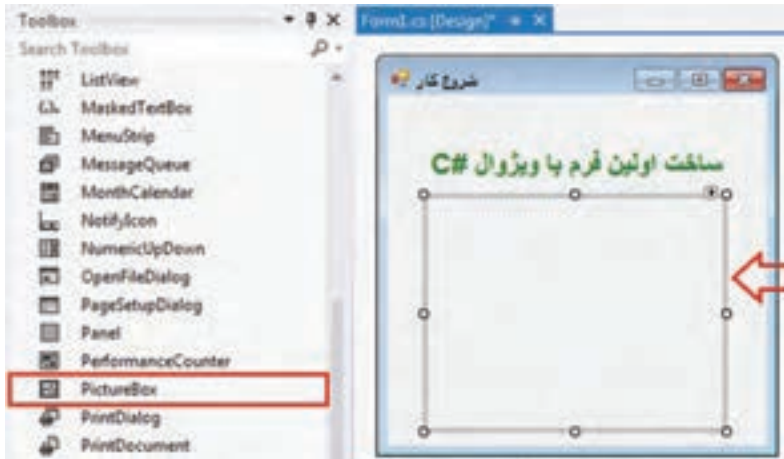 Toolbox
Search Toolbox
ListView
MaskedTextBox
MenuStrip
MessageQueue
MonthCalendar
NotifyIcon
NumericUpDown
OpenFileDialog
PageSetupDialog
Panel
PerformanceCounter
PictureBox
PrintDialog
PrintDocument
Form1.cs [Design]*
شروع کار
ساخت اولین فرم با ویژوال C#